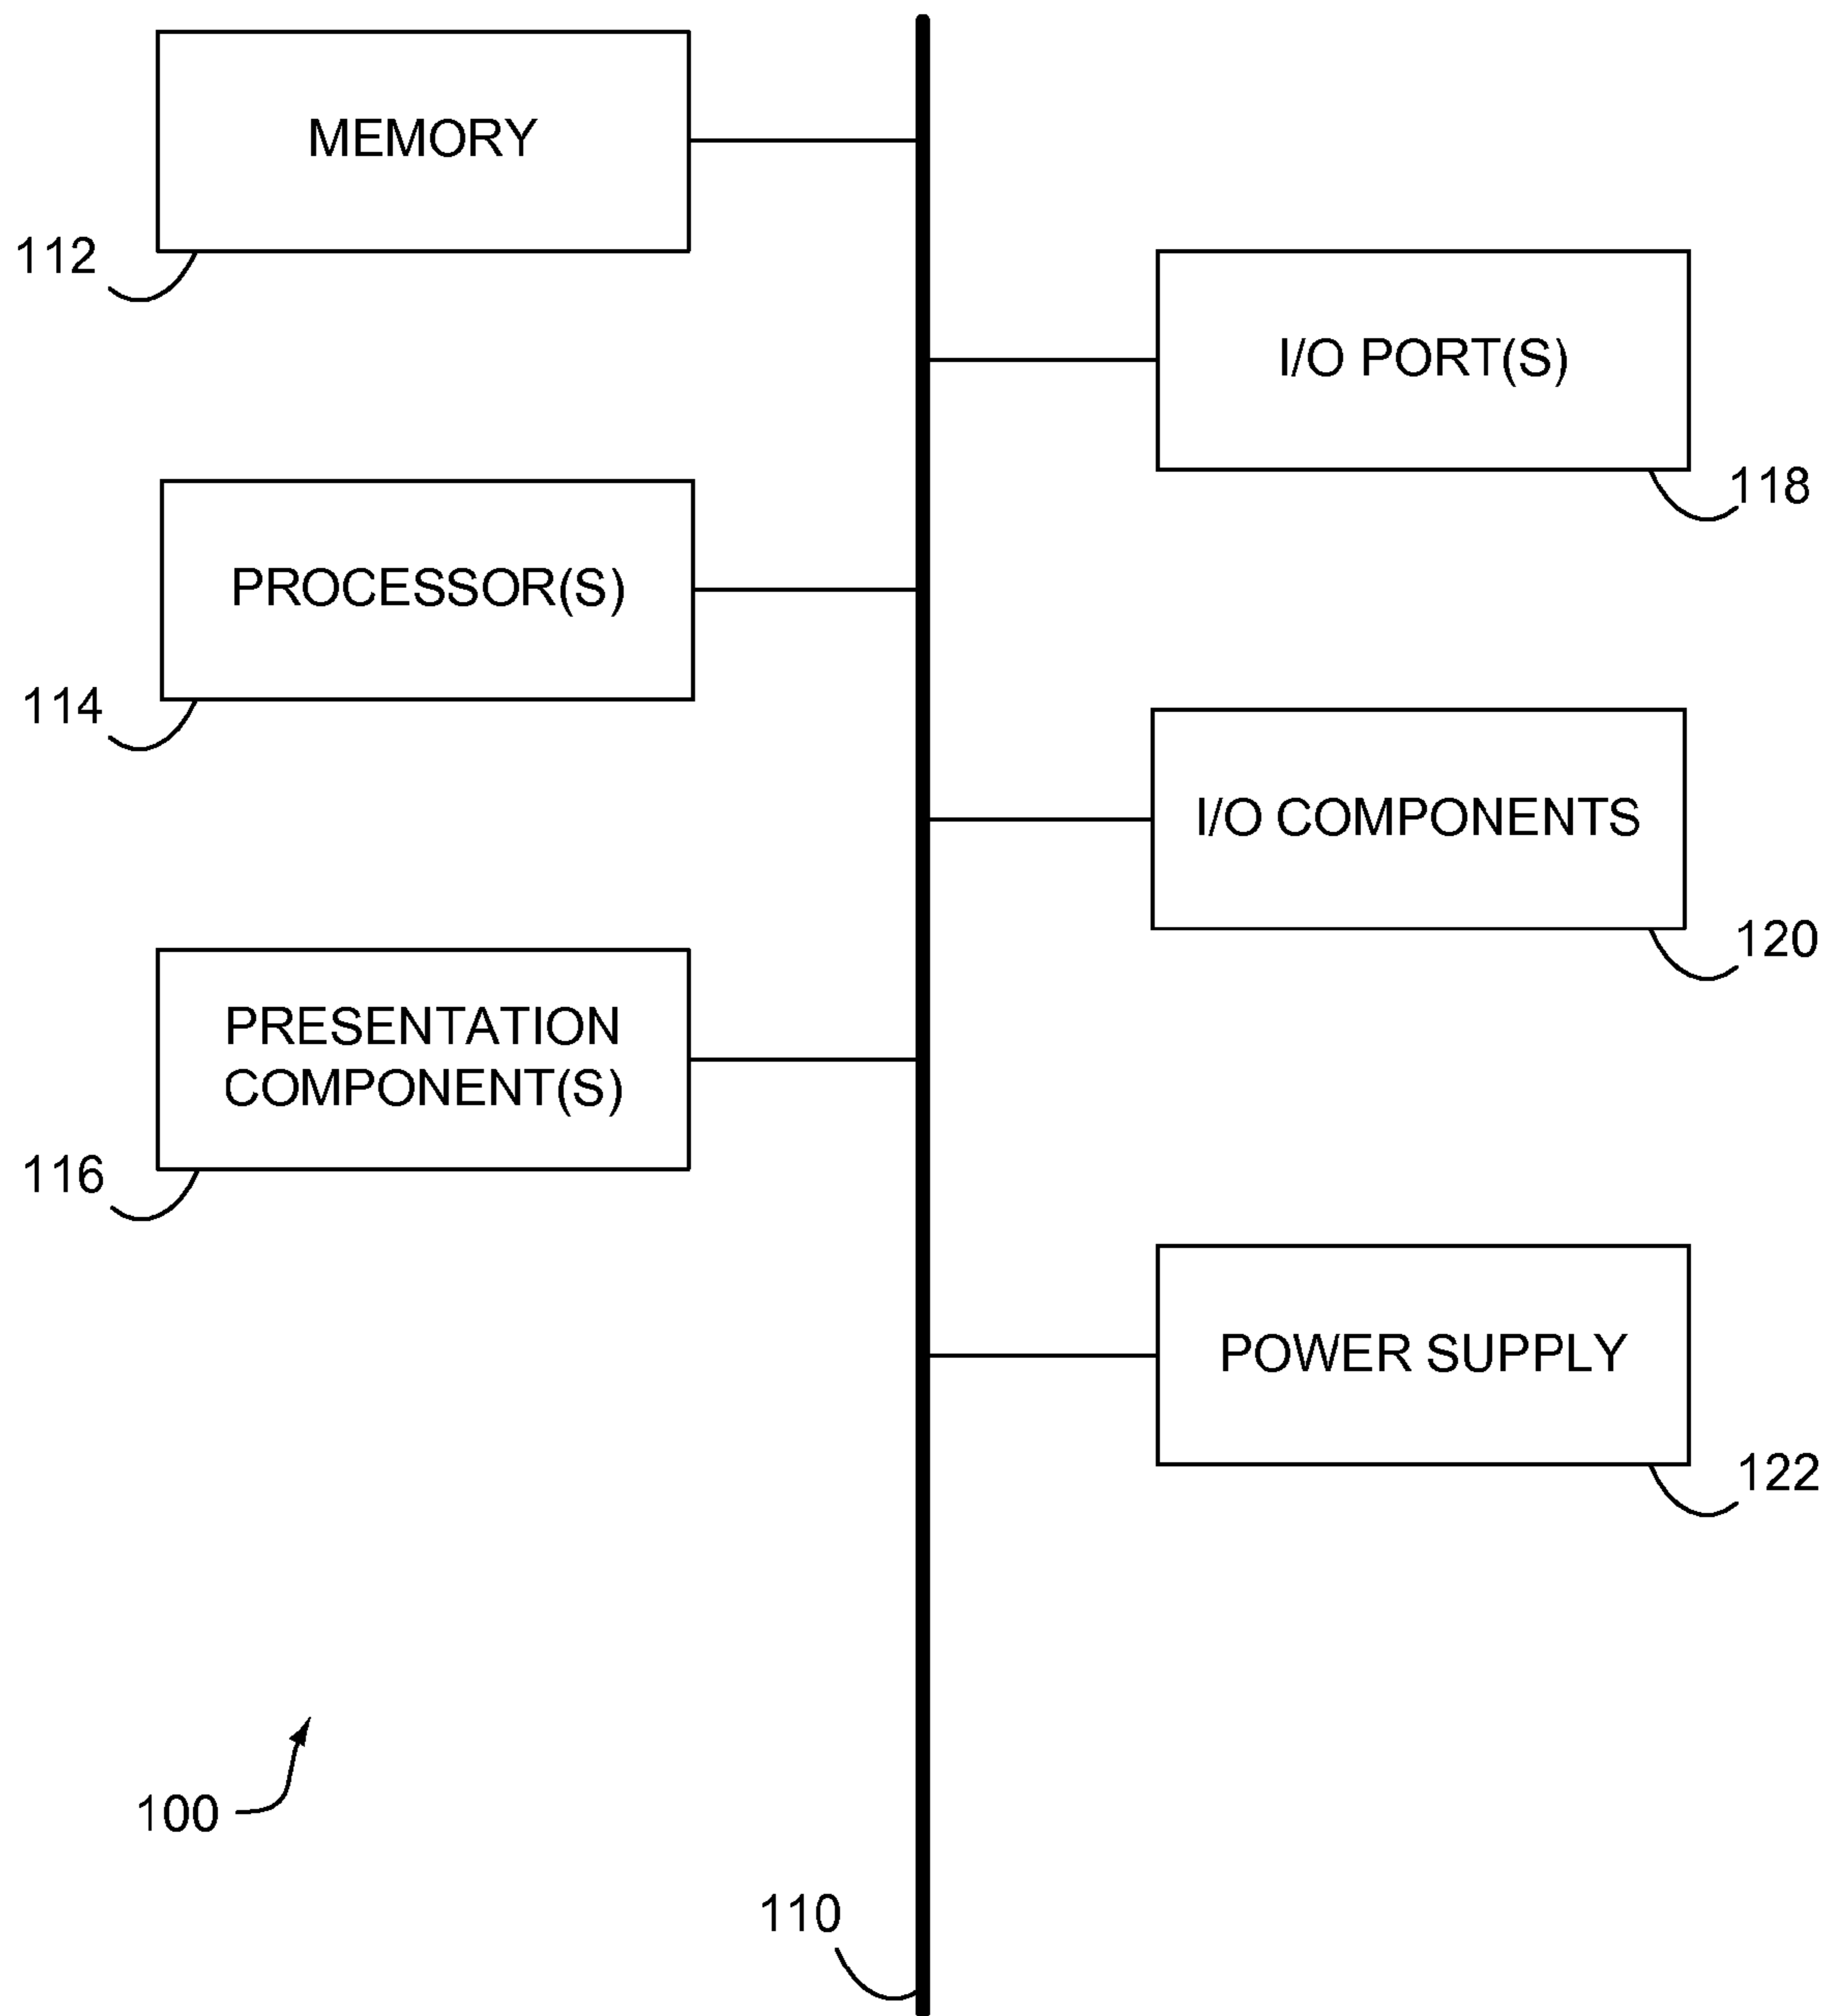 MEMORY
112
I/O PORT(S)
118
PROCESSOR(S)
114
I/O COMPONENTS
120
PRESENTATION
COMPONENT(S)
116
POWER SUPPLY
122
100
110